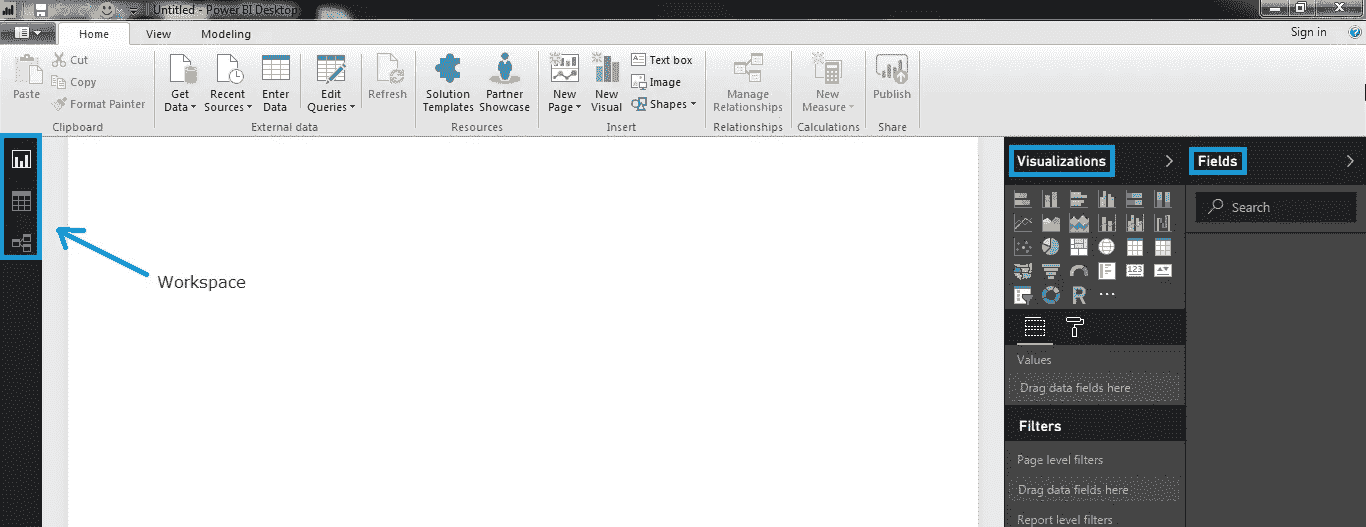 Untitled - Power BI Desktop
Home View Modeling Sign in
Paste
Cut
Copy
Format Painter
Clipboard
Get Data
Recent Sources
Enter Data
Edit Queries
Refresh
External data
Solution Templates
Partner Showcase
Resources
New Page
New Visual
Text box
Image
Shapes
Insert
Manage Relationships
Relationships
New Measure
Calculations
Publish
Share
Workspace
Visualizations
R
123
Values
Drag data fields here
Filters
Page level filters
Drag data fields here
Report level filters
Fields
Search